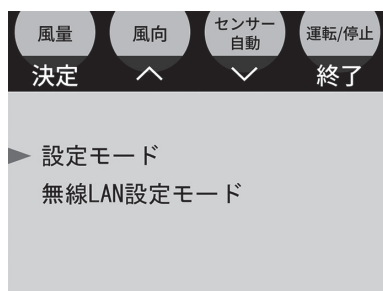 風量 風向 センサー
自動 運転/停止
決定 ︿ ﹀ 終了
▶ 設定モード
無線LAN設定モード